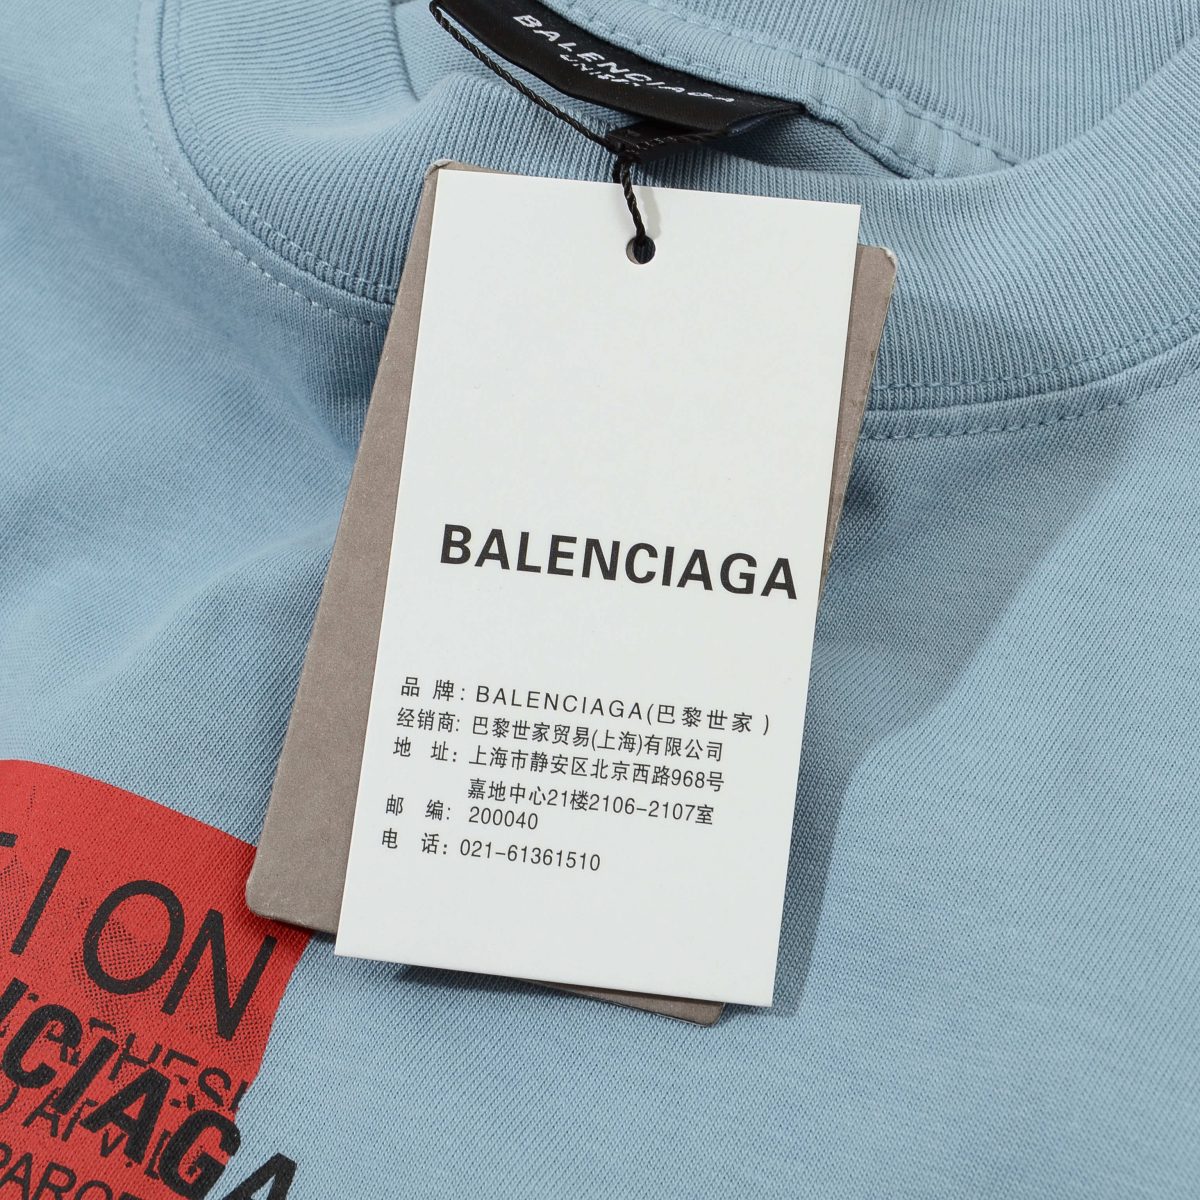 BALENCIAGA
UNISEX
BALENCIAGA
品 牌: BALENCIAGA(巴黎世家)
经销商: 巴黎世家贸易(上海)有限公司
地 址: 上海市静安区北京西路968号
嘉地中心21楼2106-2107室
邮 编: 200040
电 话: 021-61361510
TION
NCIAGA